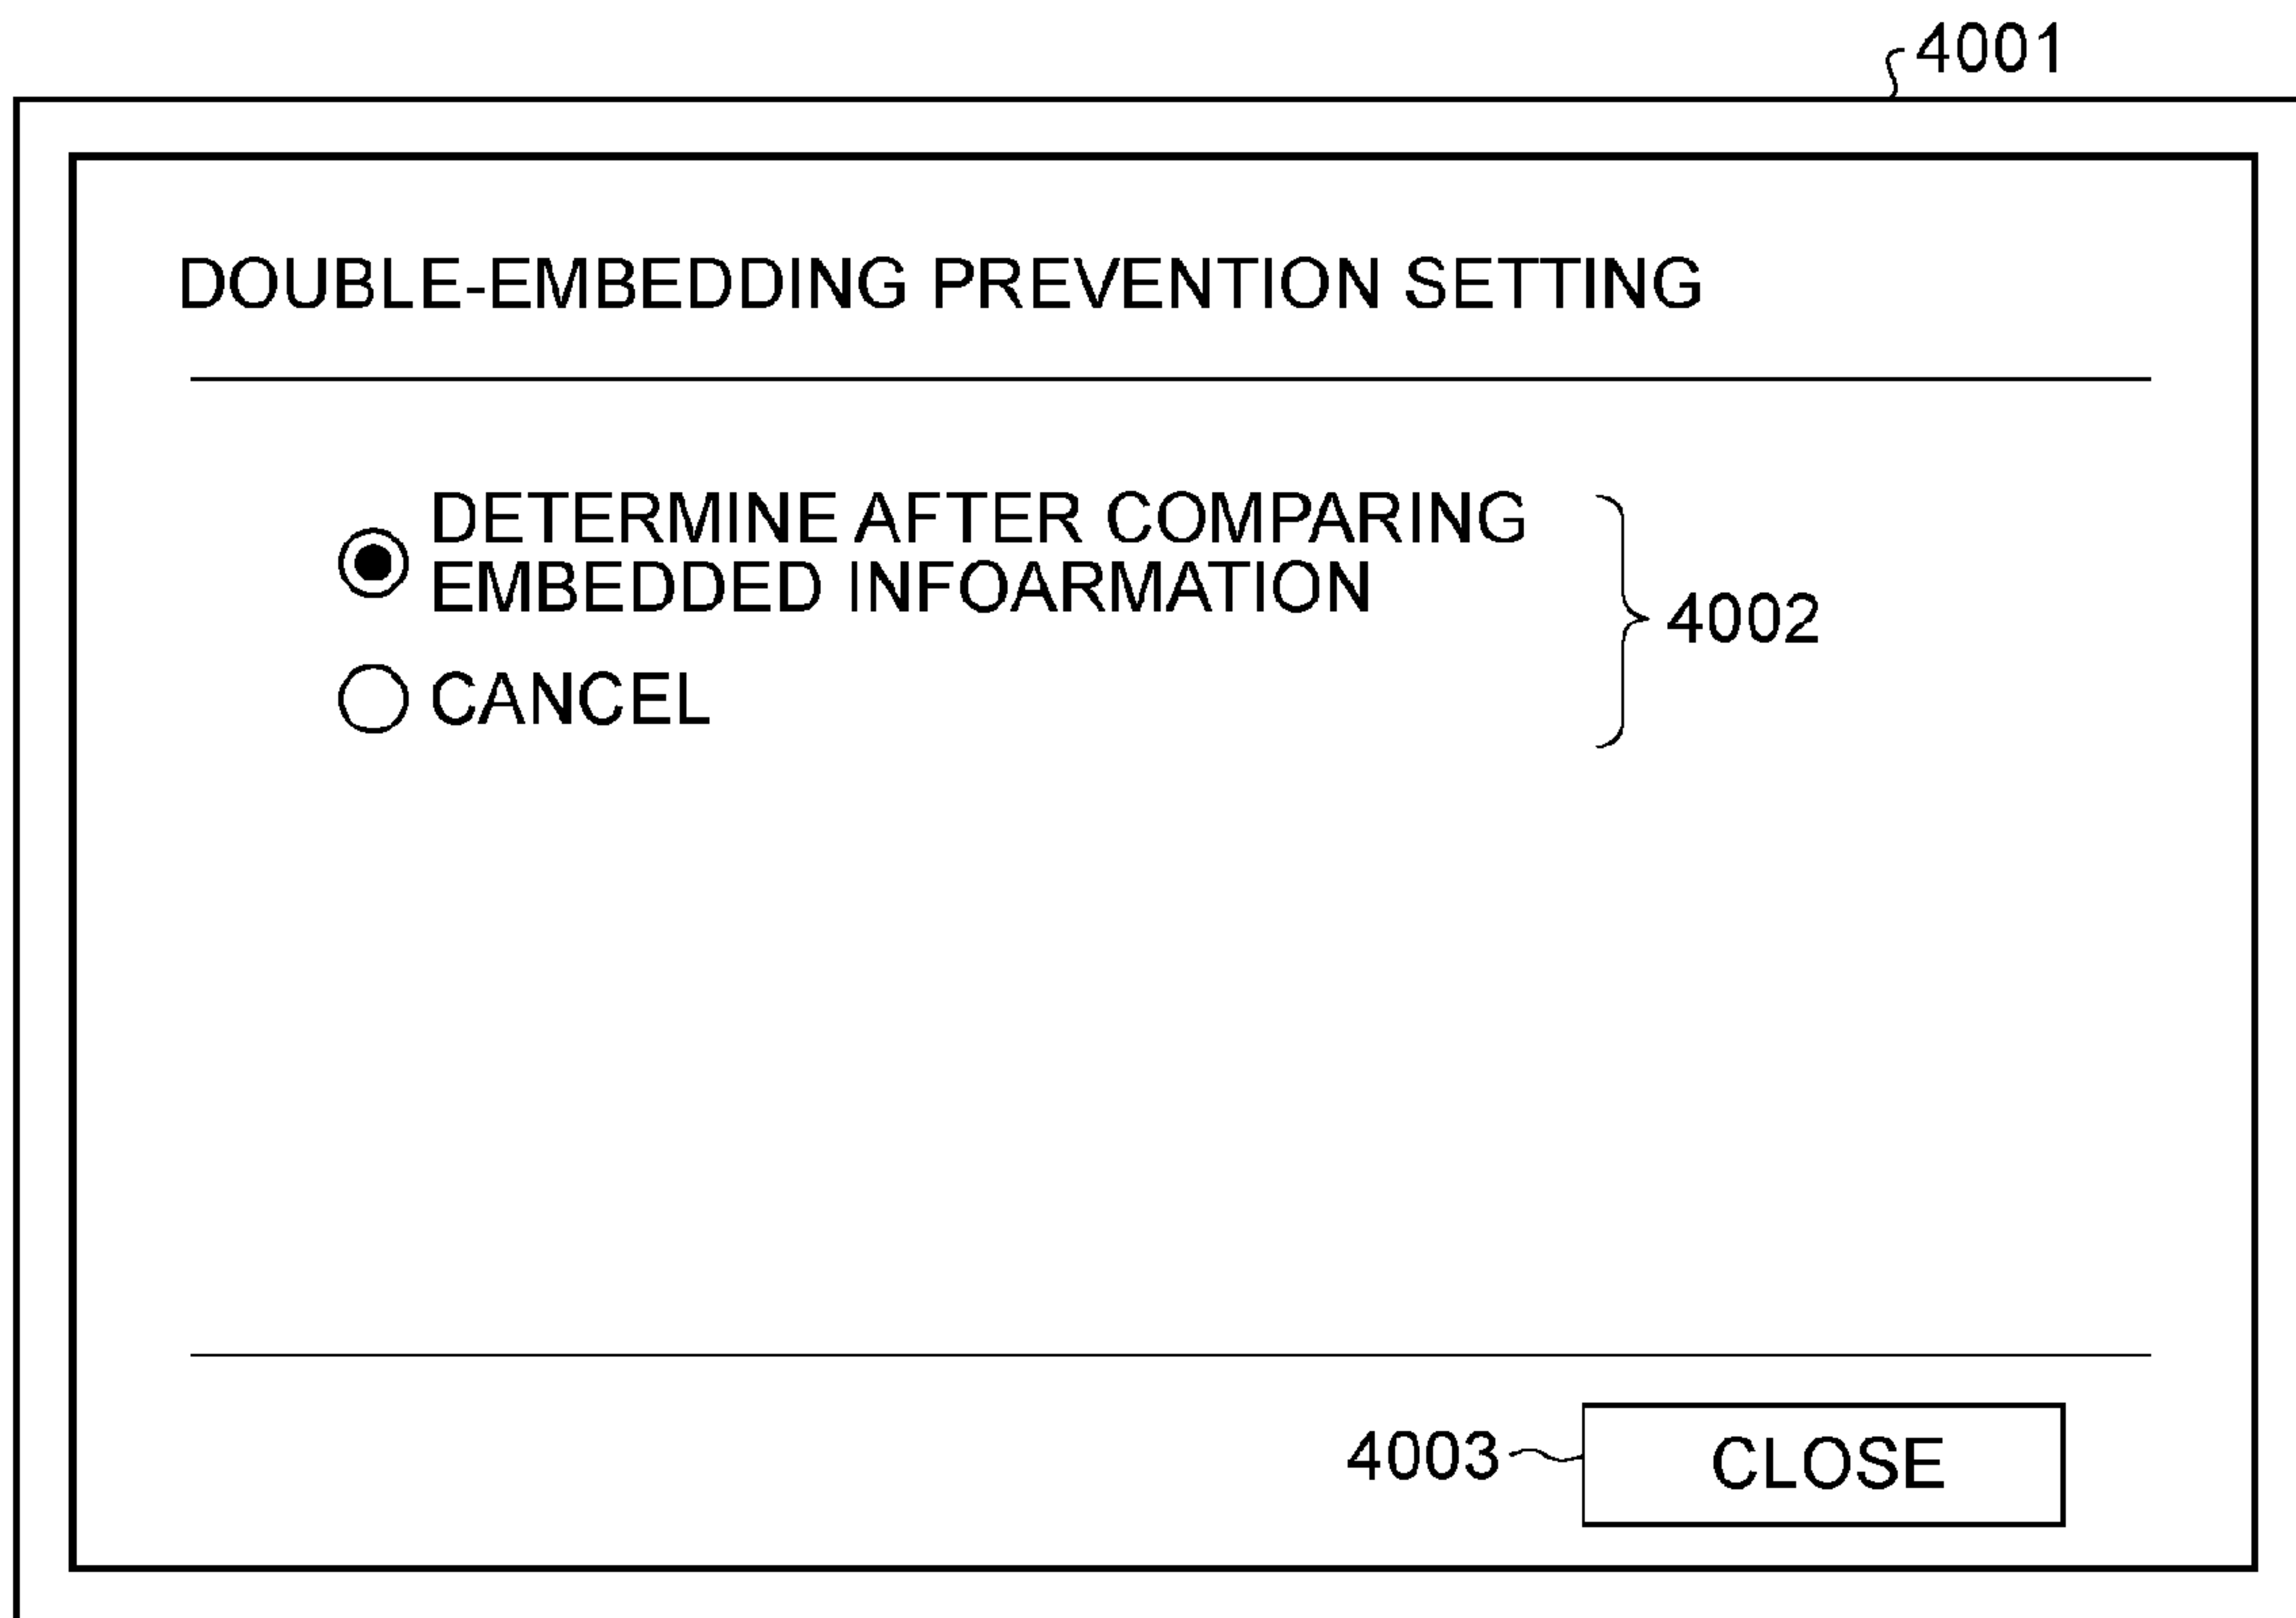 4001
DOUBLE-EMBEDDING PREVENTION SETTING
DETERMINE AFTER COMPARING
EMBEDDED INFOARMATION
4002
CANCEL
4003
CLOSE